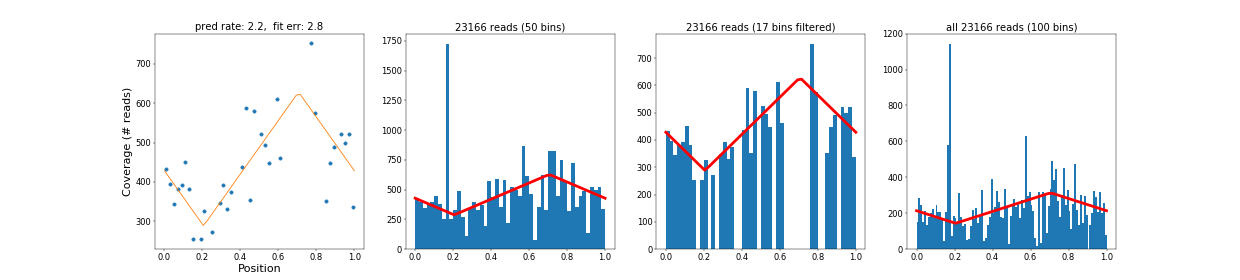 pred rate: 2.2,  fit err: 2.8
Coverage (# reads)
700
600
500
400
300
0.0 0.2 0.4 0.6 0.8 1.0
Position
23166 reads (50 bins)
1750
1500
1250
1000
750
500
250
0
0.0 0.2 0.4 0.6 0.8 1.0
23166 reads (17 bins filtered)
700
600
500
400
300
200
100
0
0.0 0.2 0.4 0.6 0.8 1.0
all 23166 reads (100 bins)
1200
1000
800
600
400
200
0
0.0 0.2 0.4 0.6 0.8 1.0